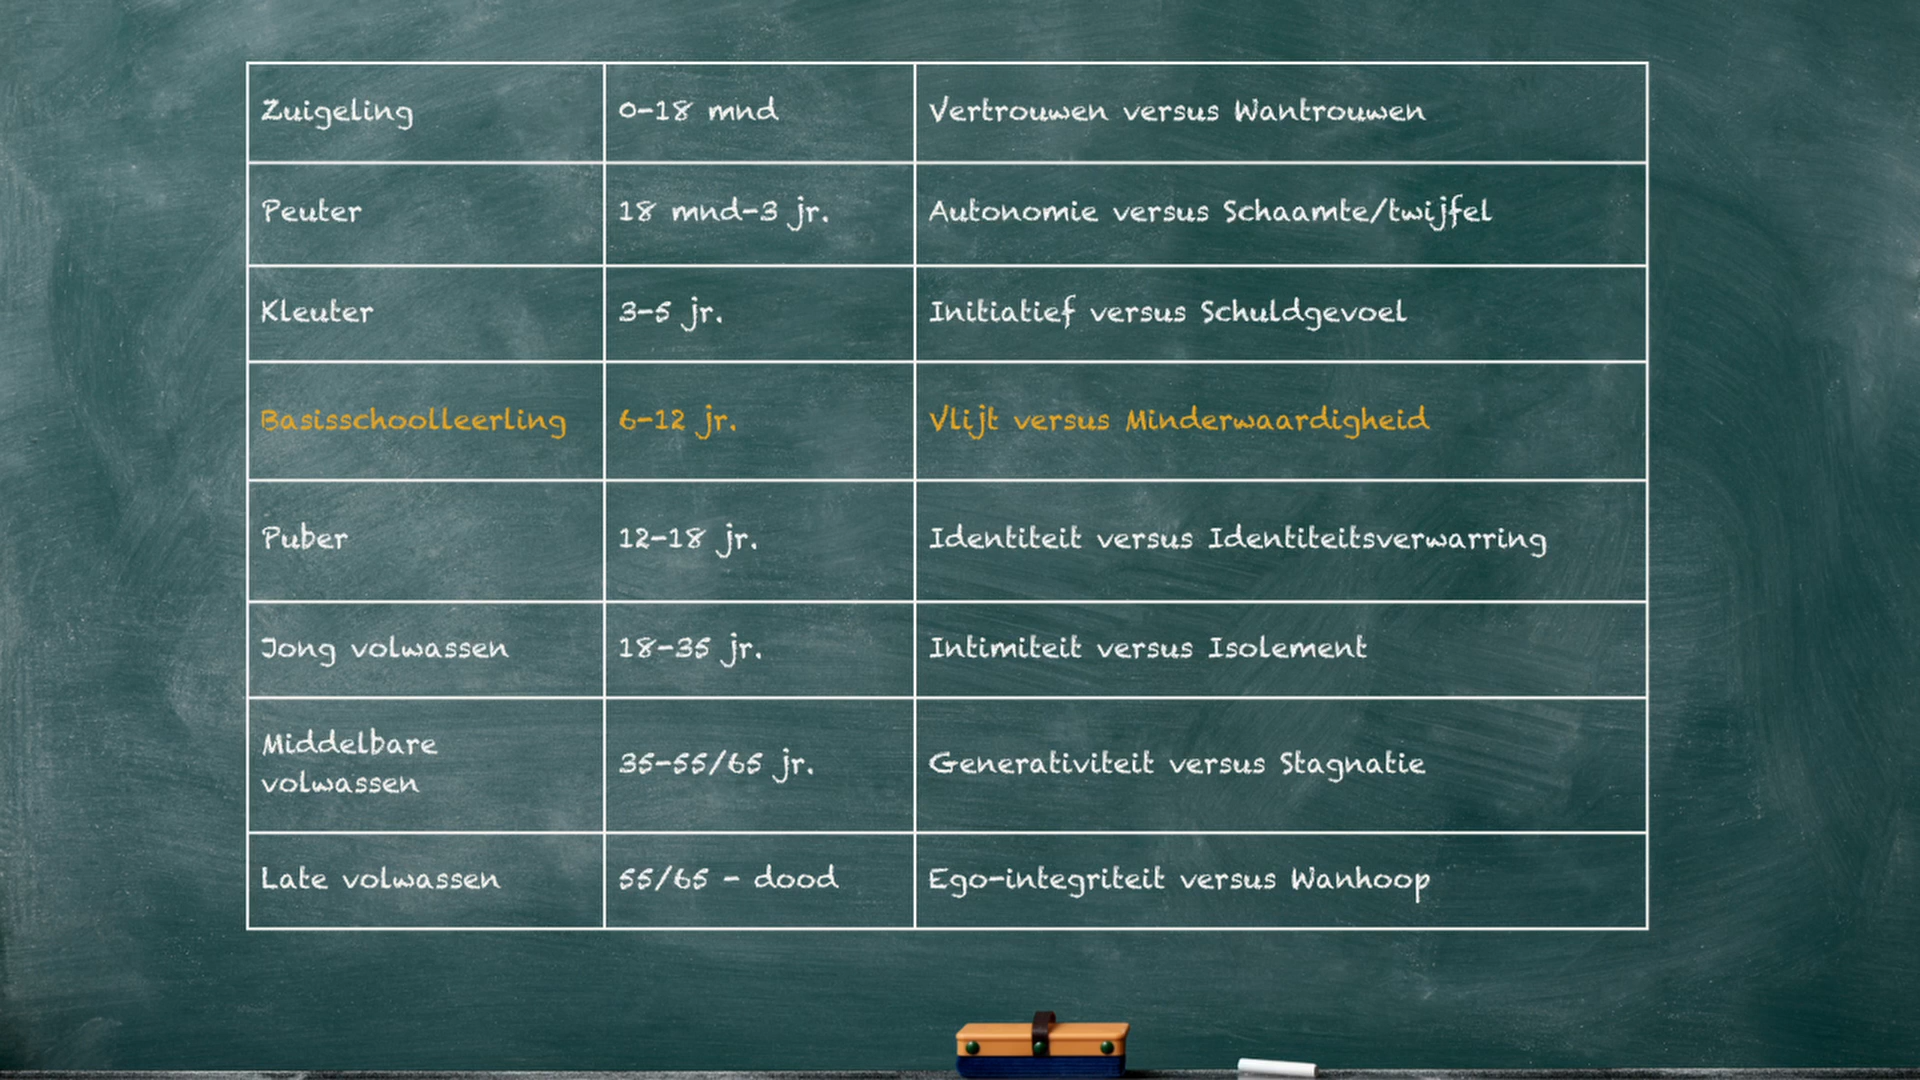 Zuigeling 0-18 mnd Vertrouwen versus Wantrouwen
Peuter 18 mnd-3 jr. Autonomie versus Schaamte/twijfel
Kleuter 3-5 jr. Initiatief versus Schuldgevoel
Basisschoolleerling 6-12 jr. Vlijt versus Minderwaardigheid
Puber 12-18 jr. Identiteit versus Identiteitsverwarring
Jong volwassen 18-35 jr. Intimiteit versus Isolement
Middelbare
volwassen 35-55/65 jr. Generativiteit versus Stagnatie
Late volwassen 55/65 - dood Ego-integriteit versus Wanhoop